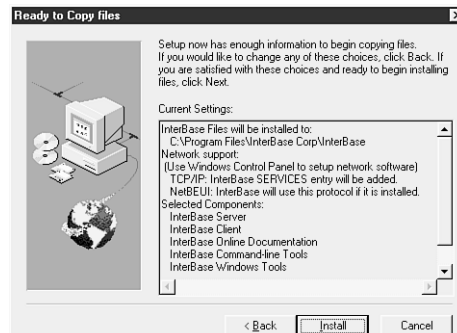 Ready to Copy files
Setup now has enough information to begin copying files.
If you would like to change any of these choices, click Back. If
you are satisfied with these choices and ready to begin installing
files, click Next.
Current Settings:
InterBase Files will be installed to:
C:\Program Files\InterBase Corp\InterBase
Network support:
(Use Windows Control Panel to setup network software)
TCP/IP: InterBase SERVICES entry will be added.
NetBEUI: InterBase will use this protocol if it is installed.
Selected Components:
InterBase Server
InterBase Client
InterBase Online Documentation
InterBase Command-line Tools
InterBase Windows Tools
< Back Install Cancel